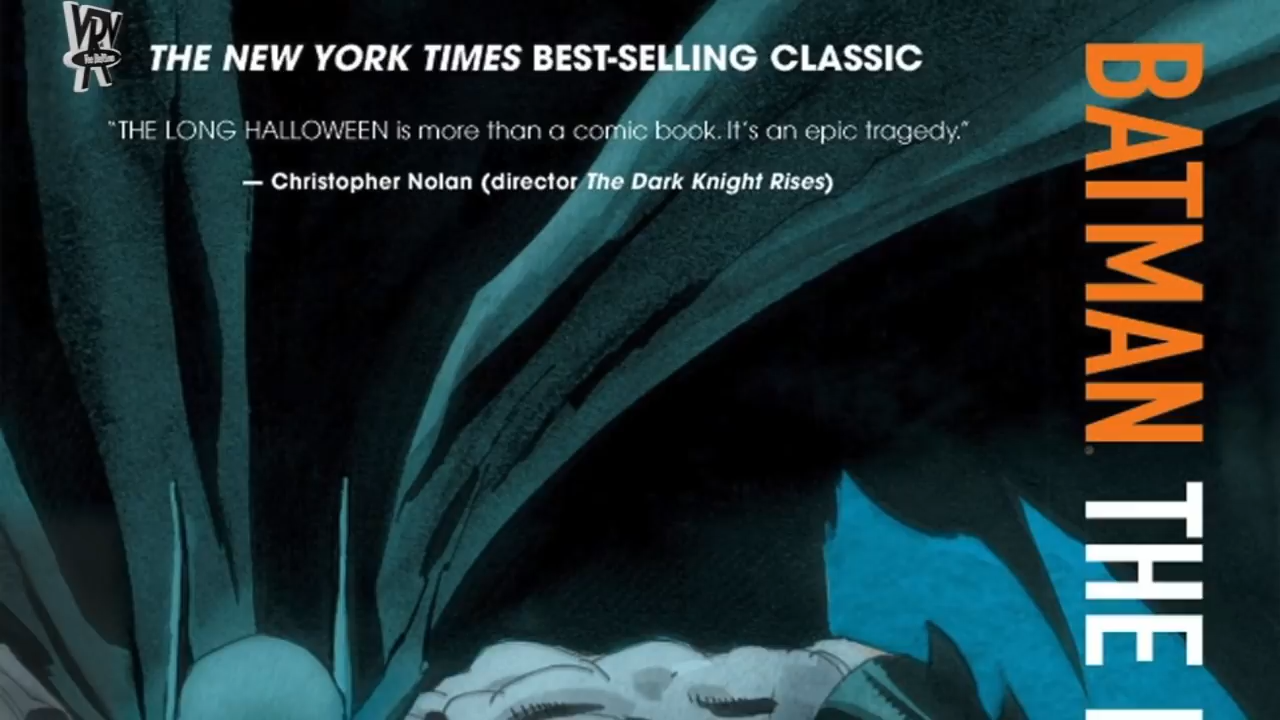 THE NEW YORK TIMES BEST-SELLING CLASSIC
“THE LONG HALLOWEEN is more than a comic book. It’s an epic tragedy.”
— Christopher Nolan (director The Dark Knight Rises)
BATMAN THE